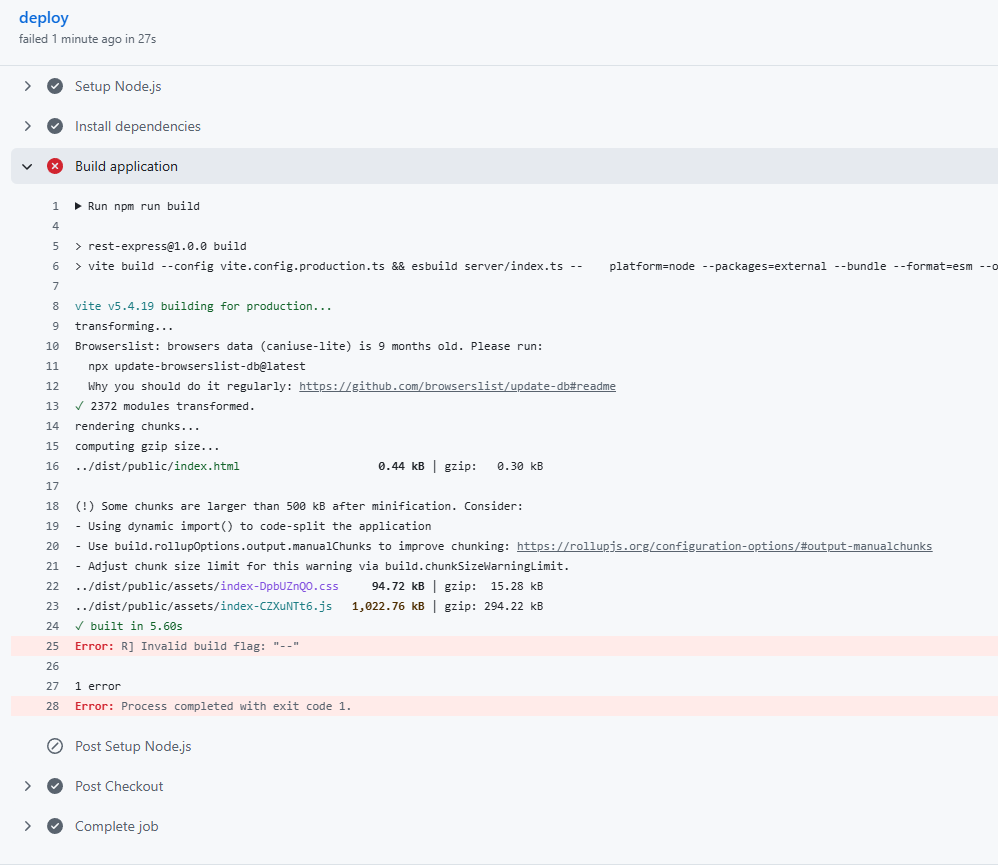 deploy
failed 1 minute ago in 27s
Setup Node.js
Install dependencies
Build application
1 Run npm run build
4
5 > rest-express@1.0.0 build
6 > vite build --config vite.config.production.ts && esbuild server/index.ts --    platform=node --packages=external --bundle --format=esm --o
7
8 vite v5.4.19 building for production...
9 transforming...
10 Browserslist: browsers data (caniuse-lite) is 9 months old. Please run:
11   npx update-browserslist-db@latest
12   Why you should do it regularly: https://github.com/browserslist/update-db#readme
13 ✓ 2372 modules transformed.
14 rendering chunks...
15 computing gzip size...
16 ../dist/public/index.html                     0.44 kB | gzip:   0.30 kB
17
18 (!) Some chunks are larger than 500 kB after minification. Consider:
19 - Using dynamic import() to code-split the application
20 - Use build.rollupOptions.output.manualChunks to improve chunking: https://rollupjs.org/configuration-options/#output-manualchunks
21 - Adjust chunk size limit for this warning via build.chunkSizeWarningLimit.
22 ../dist/public/assets/index-DpbUZnQO.css     94.72 kB | gzip:  15.28 kB
23 ../dist/public/assets/index-CZXuNTt6.js   1,022.76 kB | gzip: 294.22 kB
24 ✓ built in 5.60s
25 Error: R] Invalid build flag: "--"
26
27 1 error
28 Error: Process completed with exit code 1.
Post Setup Node.js
Post Checkout
Complete job